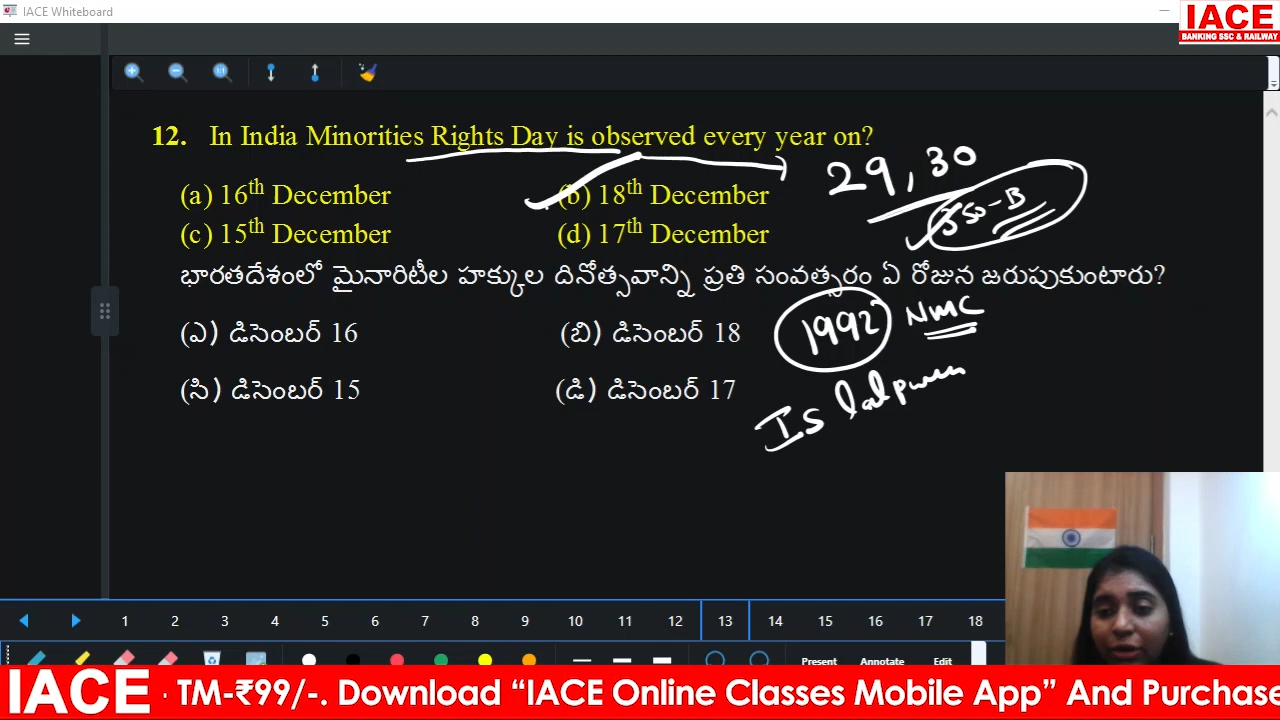 IACE Whiteboard
IACE
BANKING SSC & RAILWAY
12. In India Minorities Rights Day is observed every year on?
29, 30
(a) 16th December (b) 18th December
350-B
(c) 15th December (d) 17th December
భారతదేశంలో మైనారిటీల హక్కుల దినోత్సవాన్ని ప్రతి సంవత్సరం ఏ రోజున జరుపుకుంటారు?
1992 NMC
(ఎ) డిసెంబర్ 16 (బి) డిసెంబర్ 18
(సి) డిసెంబర్ 15 (డి) డిసెంబర్ 17
Is lalpura
1 2 3 4 5 6 7 8 9 10 11 12 13 14 15 16 17 18
Present Annotate Edit
IACE · TM-₹99/-. Download “IACE Online Classes Mobile App” And Purchase